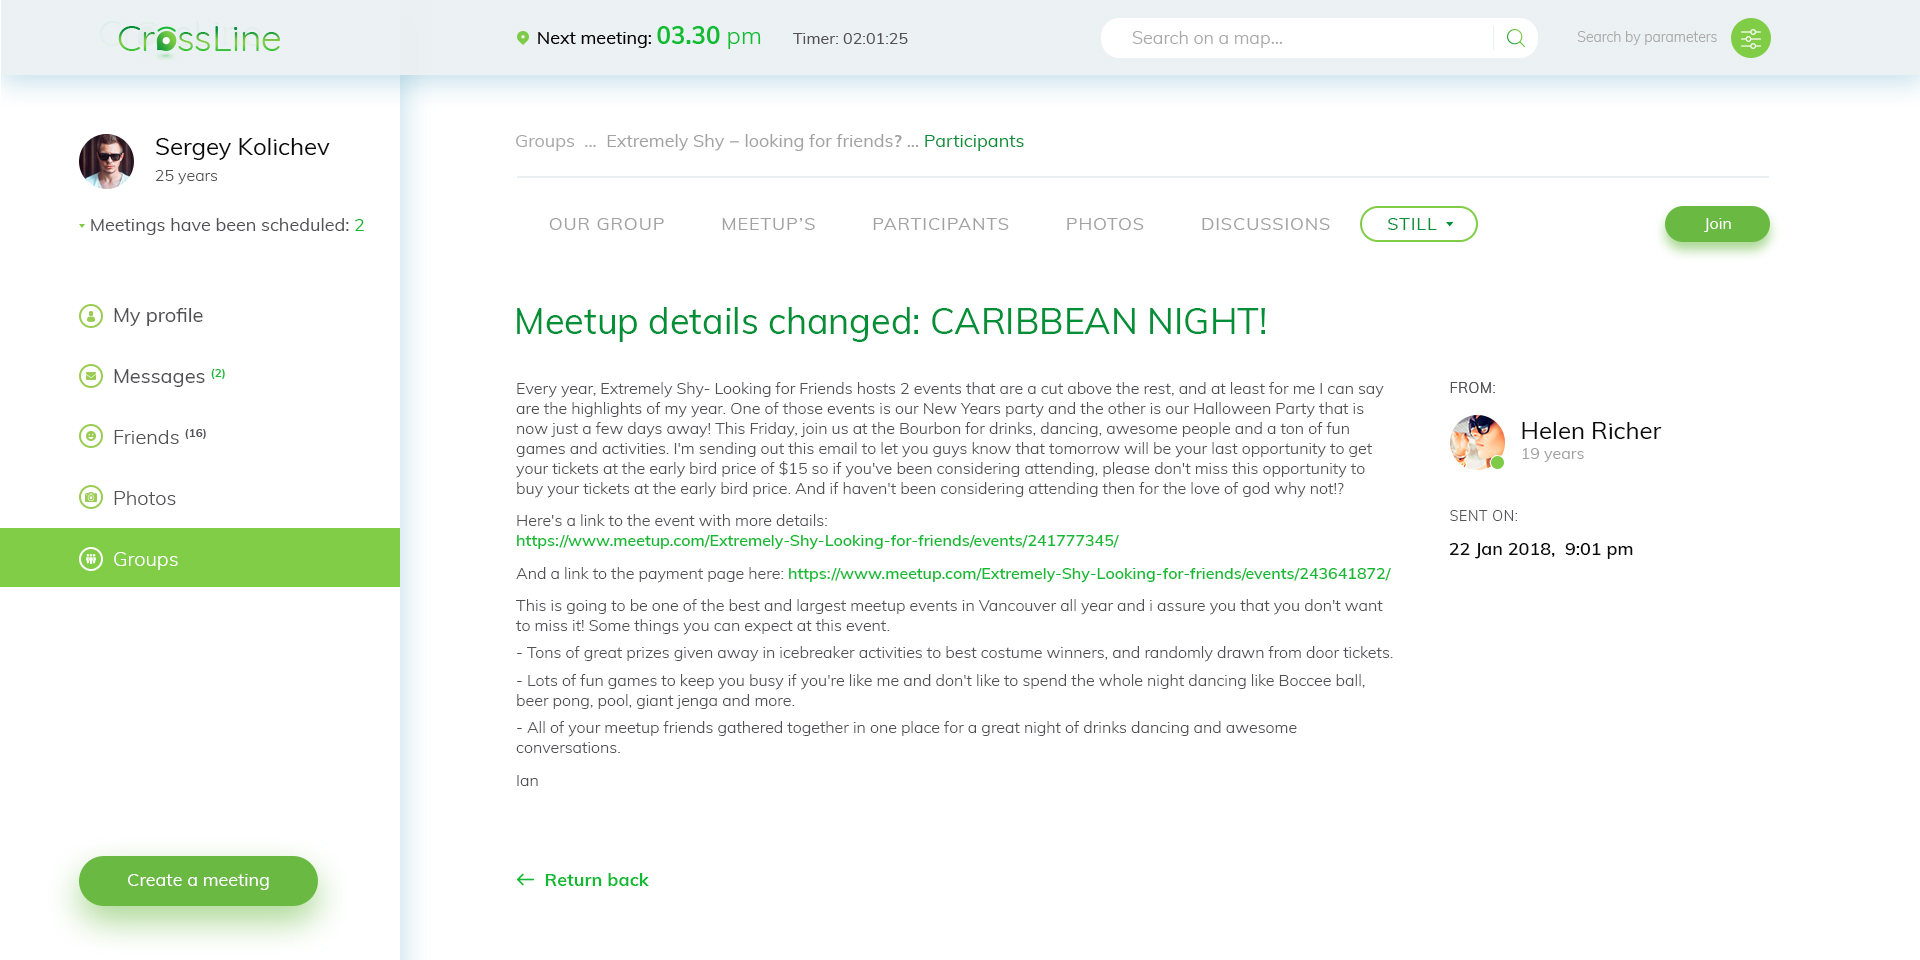 CrossLine
Next meeting: 03.30 pm
Timer: 02:01:25
Search on a map...
Search by parameters
Sergey Kolichev
25 years
Meetings have been scheduled: 2
My profile
Messages (2)
Friends (16)
Photos
Groups
Create a meeting
Groups ... Extremely Shy – looking for friends? ... Participants
OUR GROUP
MEETUP'S
PARTICIPANTS
PHOTOS
DISCUSSIONS
STILL
Join
Meetup details changed: CARIBBEAN NIGHT!
Every year, Extremely Shy- Looking for Friends hosts 2 events that are a cut above the rest, and at least for me I can say
are the highlights of my year. One of those events is our New Years party and the other is our Halloween Party that is
now just a few days away! This Friday, join us at the Bourbon for drinks, dancing, awesome people and a ton of fun
games and activities. I'm sending out this email to let you guys know that tomorrow will be your last opportunity to get
your tickets at the early bird price of $15 so if you've been considering attending, please don't miss this opportunity to
buy your tickets at the early bird price. And if haven't been considering attending then for the love of god why not!?
Here's a link to the event with more details:
https://www.meetup.com/Extremely-Shy-Looking-for-friends/events/241777345/
And a link to the payment page here: https://www.meetup.com/Extremely-Shy-Looking-for-friends/events/243641872/
This is going to be one of the best and largest meetup events in Vancouver all year and i assure you that you don't want
to miss it! Some things you can expect at this event.
- Tons of great prizes given away in icebreaker activities to best costume winners, and randomly drawn from door tickets.
- Lots of fun games to keep you busy if you're like me and don't like to spend the whole night dancing like Boccee ball,
beer pong, pool, giant jenga and more.
- All of your meetup friends gathered together in one place for a great night of drinks dancing and awesome
conversations.
Ian
Return back
FROM:
Helen Richer
19 years
SENT ON:
22 Jan 2018, 9:01 pm